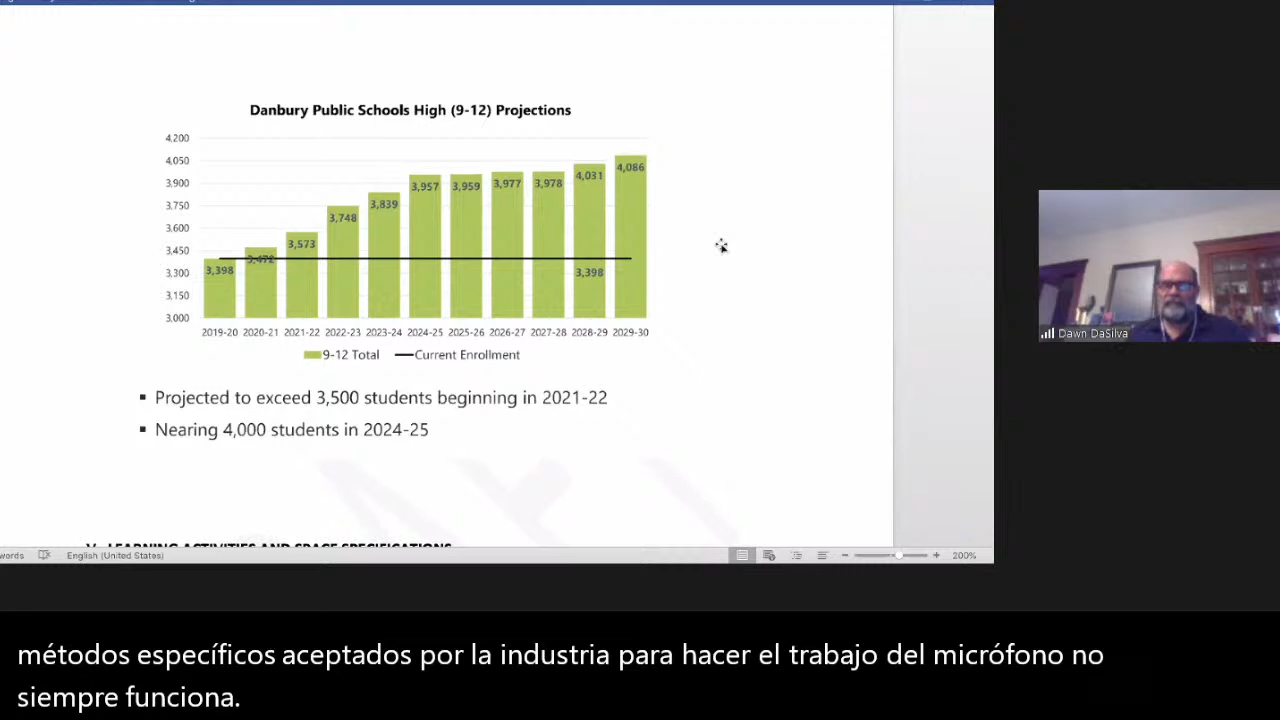 Danbury Public Schools High (9-12) Projections
4,200
4,050
3,900
3,750
3,600
3,450
3,300
3,150
3,000
3,398
3,472
3,573
3,748
3,839
3,957
3,959
3,977
3,978
4,031
4,086
3,398
2019-20 2020-21 2021-22 2022-23 2023-24 2024-25 2025-26 2026-27 2027-28 2028-29 2029-30
9-12 Total Current Enrollment
▪ Projected to exceed 3,500 students beginning in 2021-22
▪ Nearing 4,000 students in 2024-25
V. LEARNING ACTIVITIES AND SPACE SPECIFICATIONS
words English (United States) 200%
Dawn DaSilva
métodos específicos aceptados por la industria para hacer el trabajo del micrófono no
siempre funciona.